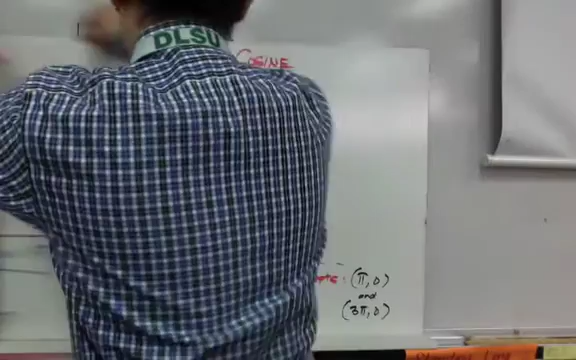 DLSU
COSINE
: (π, 0)
and
(3π, 0)